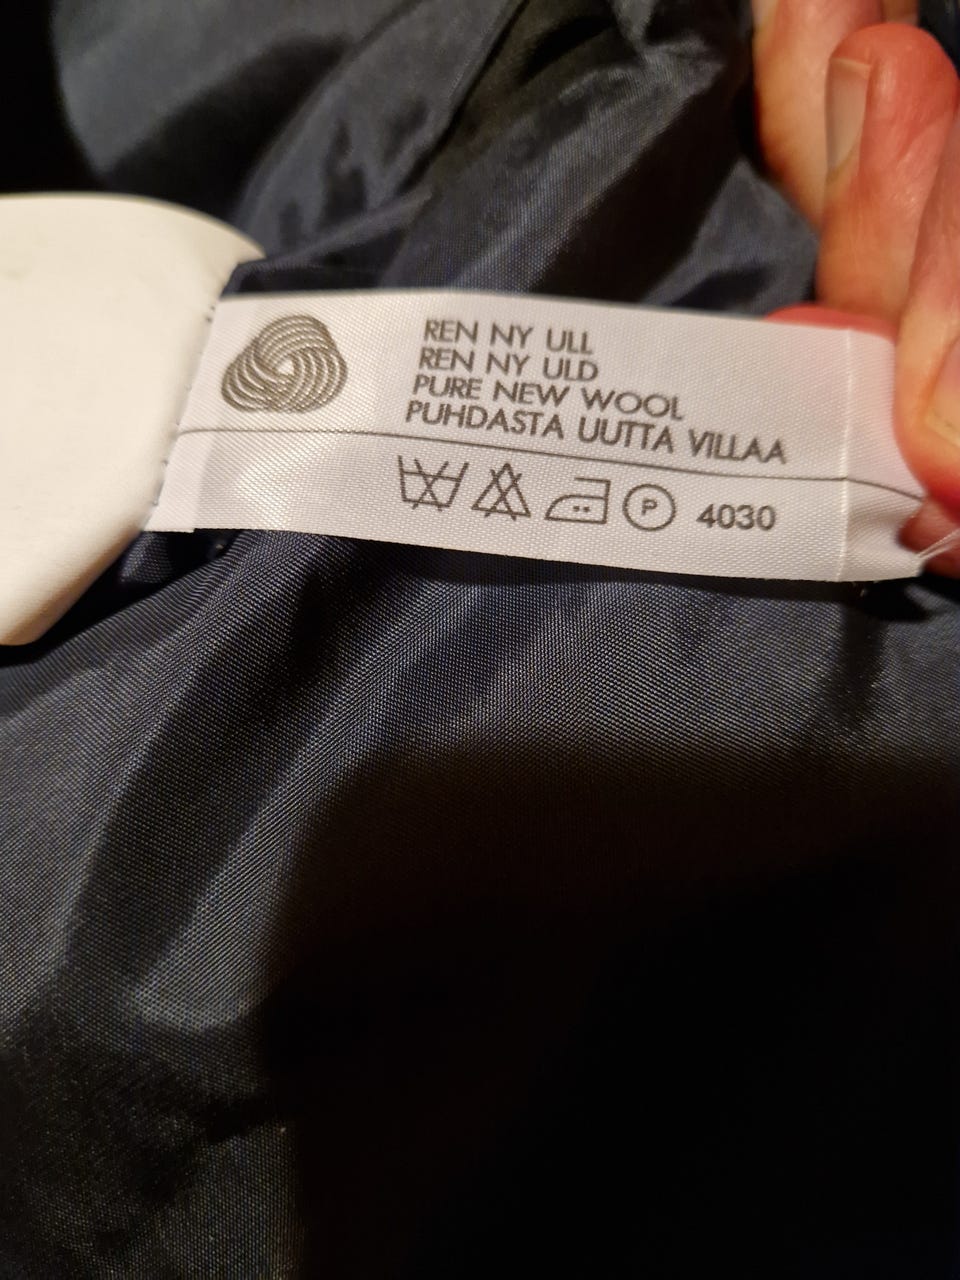 REN NY ULL
REN NY ULD
PURE NEW WOOL
PUHDASTA UUTTA VILLAA
P 4030